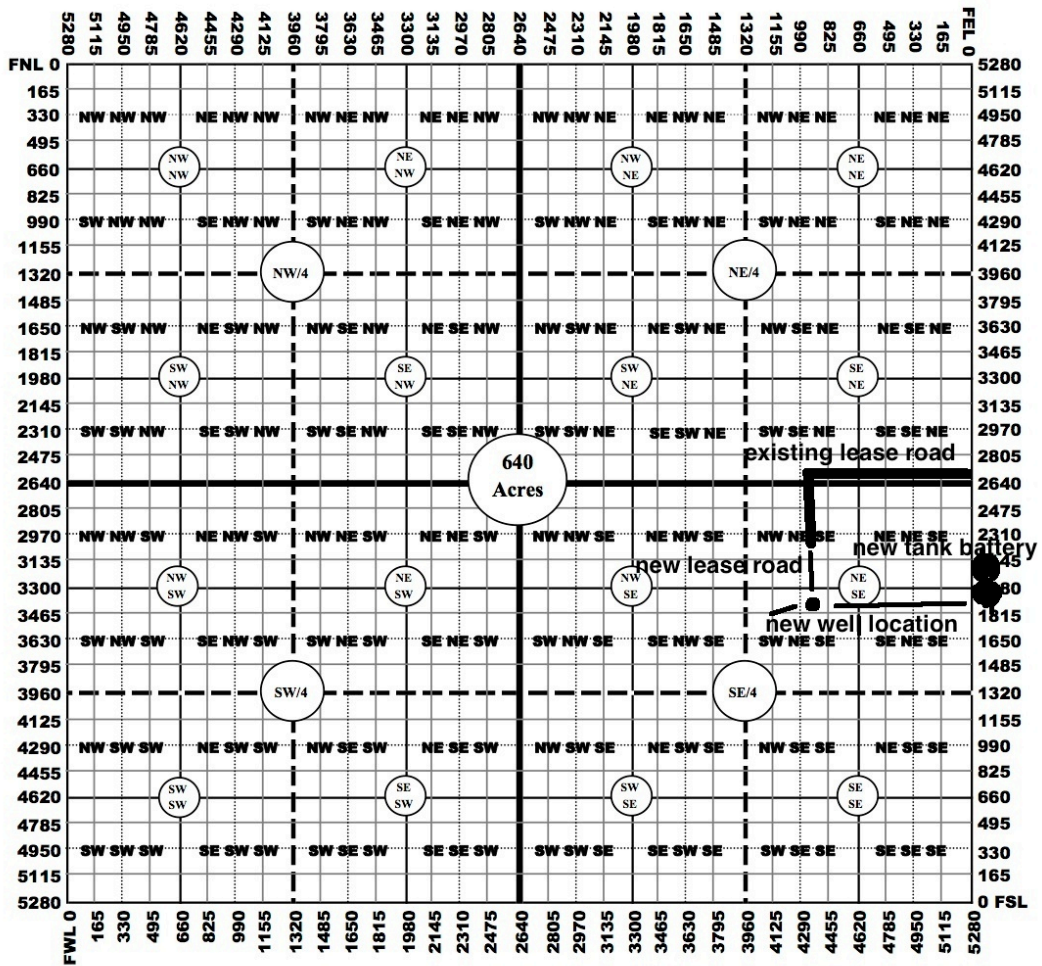 5280 5115 4950 4785 4620 4455 4290 4125 3960 3795 3630 3465 3300 3135 2970 2805 2640 2475 2310 2145 1980 1815 1650 1485 1320 1155 990 825 660 495 330 165 FEL 0
FNL 0 5280
165 5115
330 NW NW NW NE NW NW NW NE NW NE NE NW NW NW NE NE NW NE NW NE NE NE NE NE 4950
495 4785
NW NE NW NE
660 4620
NW NW NE NE
825 4455
990 SW NW NW SE NW NW SW NE NW SE NE NW SW NW NE SE NW NE SW NE NE SE NE NE 4290
1155 4125
1320 NW/4 NE/4 3960
1485 3795
1650 NW SW NW NE SW NW NW SE NW NE SE NW NW SW NE NE SW NE NW SE NE NE SE NE 3630
1815 3465
SW SE SW SE
1980 3300
NW NW NE NE
2145 3135
2310 SW SW NW SE SW NW SW SE NW SE SE NW SW SW NE SE SW NE SW SE NE SE SE NE 2970
2475 640 existing lease road 2805
2640 Acres 2640
2805 2475
2970 NW NW SW NE NW SW NW NE SW NE NE SW NW NW SE NE NW SE NW NE SE NE NE SE 2310
new tank battery
3135 new lease road 45
NW NE NW NE
3300 80
SW SW SE SE
3465 1815
new well location
3630 SW NW SW SE NW SW SW NE SW SE NE SW SW NW SE SE NW SE SW NE SE SE NE SE 1650
3795 1485
3960 SW/4 SE/4 1320
4125 1155
4290 NW SW SW NE SW SW NW SE SW NE SE SW NW SW SE NE SW SE NW SE SE NE SE SE 990
4455 825
SW SE SW SE
4620 660
SW SW SE SE
4785 495
4950 SW SW SW SE SW SW SW SE SW SE SE SW SW SW SE SE SW SE SW SE SE SE SE SE 330
5115 165
5280 0 FSL
FWL 0 165 330 495 660 825 990 1155 1320 1485 1650 1815 1980 2145 2310 2475 2640 2805 2970 3135 3300 3465 3630 3795 3960 4125 4290 4455 4620 4785 4950 5115 5280